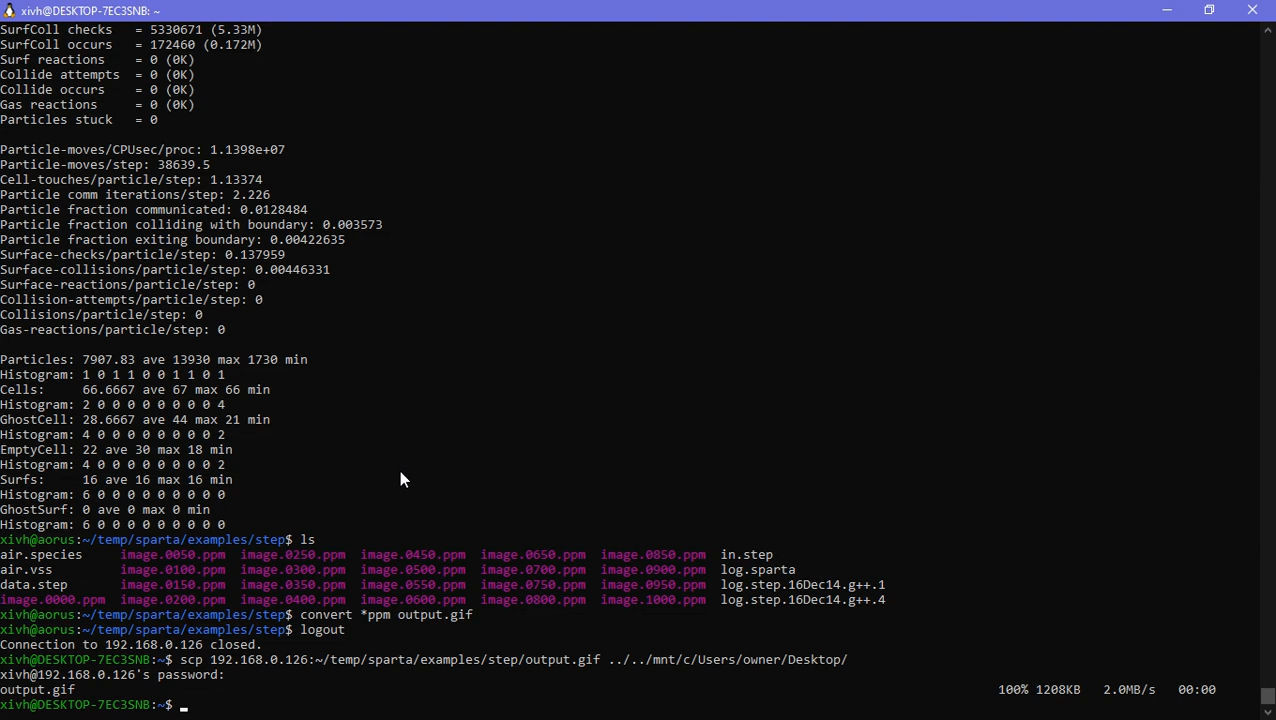 xivh@DESKTOP-7EC3SNB: ~
SurfColl checks   = 5330671 (5.33M)
SurfColl occurs   = 172460 (0.172M)
Surf reactions    = 0 (0K)
Collide attempts  = 0 (0K)
Collide occurs    = 0 (0K)
Gas reactions     = 0 (0K)
Particles stuck   = 0
Particle-moves/CPUsec/proc: 1.1398e+07
Particle-moves/step: 38639.5
Cell-touches/particle/step: 1.13374
Particle comm iterations/step: 2.226
Particle fraction communicated: 0.0128484
Particle fraction colliding with boundary: 0.003573
Particle fraction exiting boundary: 0.00422635
Surface-checks/particle/step: 0.137959
Surface-collisions/particle/step: 0.00446331
Surface-reactions/particle/step: 0
Collision-attempts/particle/step: 0
Collisions/particle/step: 0
Gas-reactions/particle/step: 0
Particles: 7907.83 ave 13930 max 1730 min
Histogram: 1 0 1 1 0 0 1 1 0 1
Cells:     66.6667 ave 67 max 66 min
Histogram: 2 0 0 0 0 0 0 0 0 4
GhostCell: 28.6667 ave 44 max 21 min
Histogram: 4 0 0 0 0 0 0 0 0 2
EmptyCell: 22 ave 30 max 18 min
Histogram: 4 0 0 0 0 0 0 0 0 2
Surfs:     16 ave 16 max 16 min
Histogram: 6 0 0 0 0 0 0 0 0 0
GhostSurf: 0 ave 0 max 0 min
Histogram: 6 0 0 0 0 0 0 0 0 0
xivh@aorus:~/temp/sparta/examples/step$ ls
air.species     image.0050.ppm  image.0250.ppm  image.0450.ppm  image.0650.ppm  image.0850.ppm  in.step
air.vss         image.0100.ppm  image.0300.ppm  image.0500.ppm  image.0700.ppm  image.0900.ppm  log.sparta
data.step       image.0150.ppm  image.0350.ppm  image.0550.ppm  image.0750.ppm  image.0950.ppm  log.step.16Dec14.g++.1
image.0000.ppm  image.0200.ppm  image.0400.ppm  image.0600.ppm  image.0800.ppm  image.1000.ppm  log.step.16Dec14.g++.4
xivh@aorus:~/temp/sparta/examples/step$ convert *ppm output.gif
xivh@aorus:~/temp/sparta/examples/step$ logout
Connection to 192.168.0.126 closed.
xivh@DESKTOP-7EC3SNB:~$ scp 192.168.0.126:~/temp/sparta/examples/step/output.gif ../../mnt/c/Users/owner/Desktop/
xivh@192.168.0.126's password:
output.gif                                    100% 1208KB   2.0MB/s   00:00
xivh@DESKTOP-7EC3SNB:~$